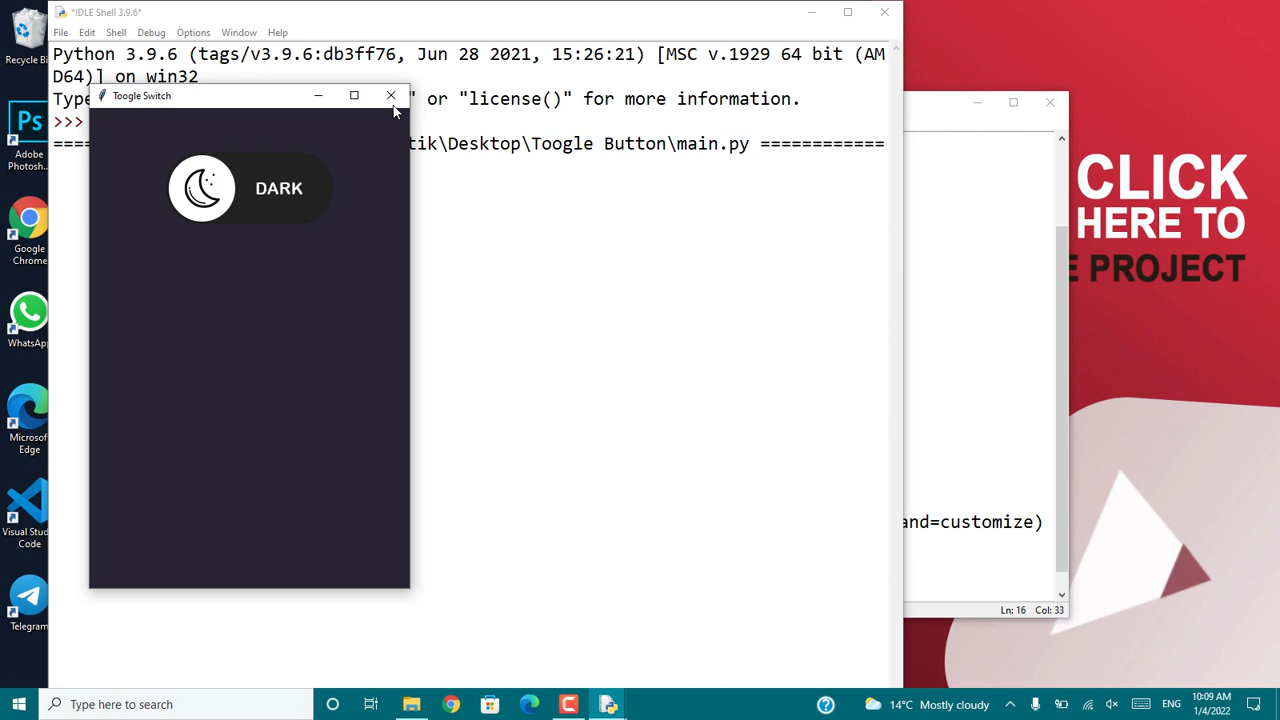 *IDLE Shell 3.9.6*
File Edit Shell Debug Options Window Help
Python 3.9.6 (tags/v3.9.6:db3ff76, Jun 28 2021, 15:26:21) [MSC v.1929 64 bit (AM
D64)] on win32
Type " or "license()" for more information.
>>>
==== tik\Desktop\Toogle Button\main.py ============
Toogle Switch
DARK
and=customize)
Ln: 16 Col: 33
CLICK
HERE TO
E PROJECT
Recycle Bi
Ps
Adobe
Photosh...
Google
Chrome
WhatsApp
Microsof
Edge
Visual Stud
Code
Telegram
Type here to search
14°C Mostly cloudy
ENG
10:09 AM
1/4/2022